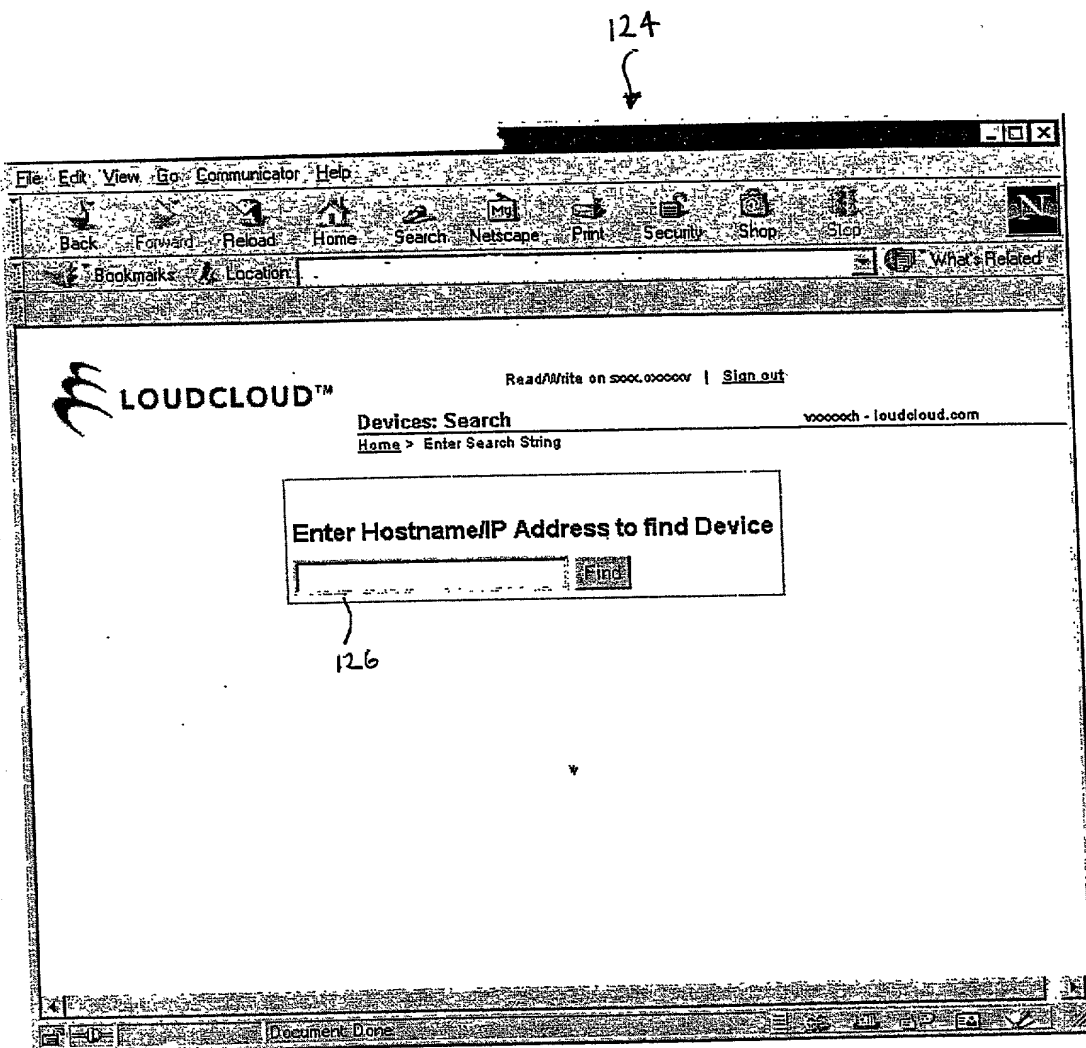 124
File Edit View Go Communicator Help
Back Forward Reload Home Search Netscape Print Security Shop Stop
My
N
Bookmarks Location: What's Related
LOUDCLOUD™
Read/Write on | Sign out
Devices: Search - loudcloud.com
Home > Enter Search String
Enter Hostname/IP Address to find Device
Find
126
Document: Done